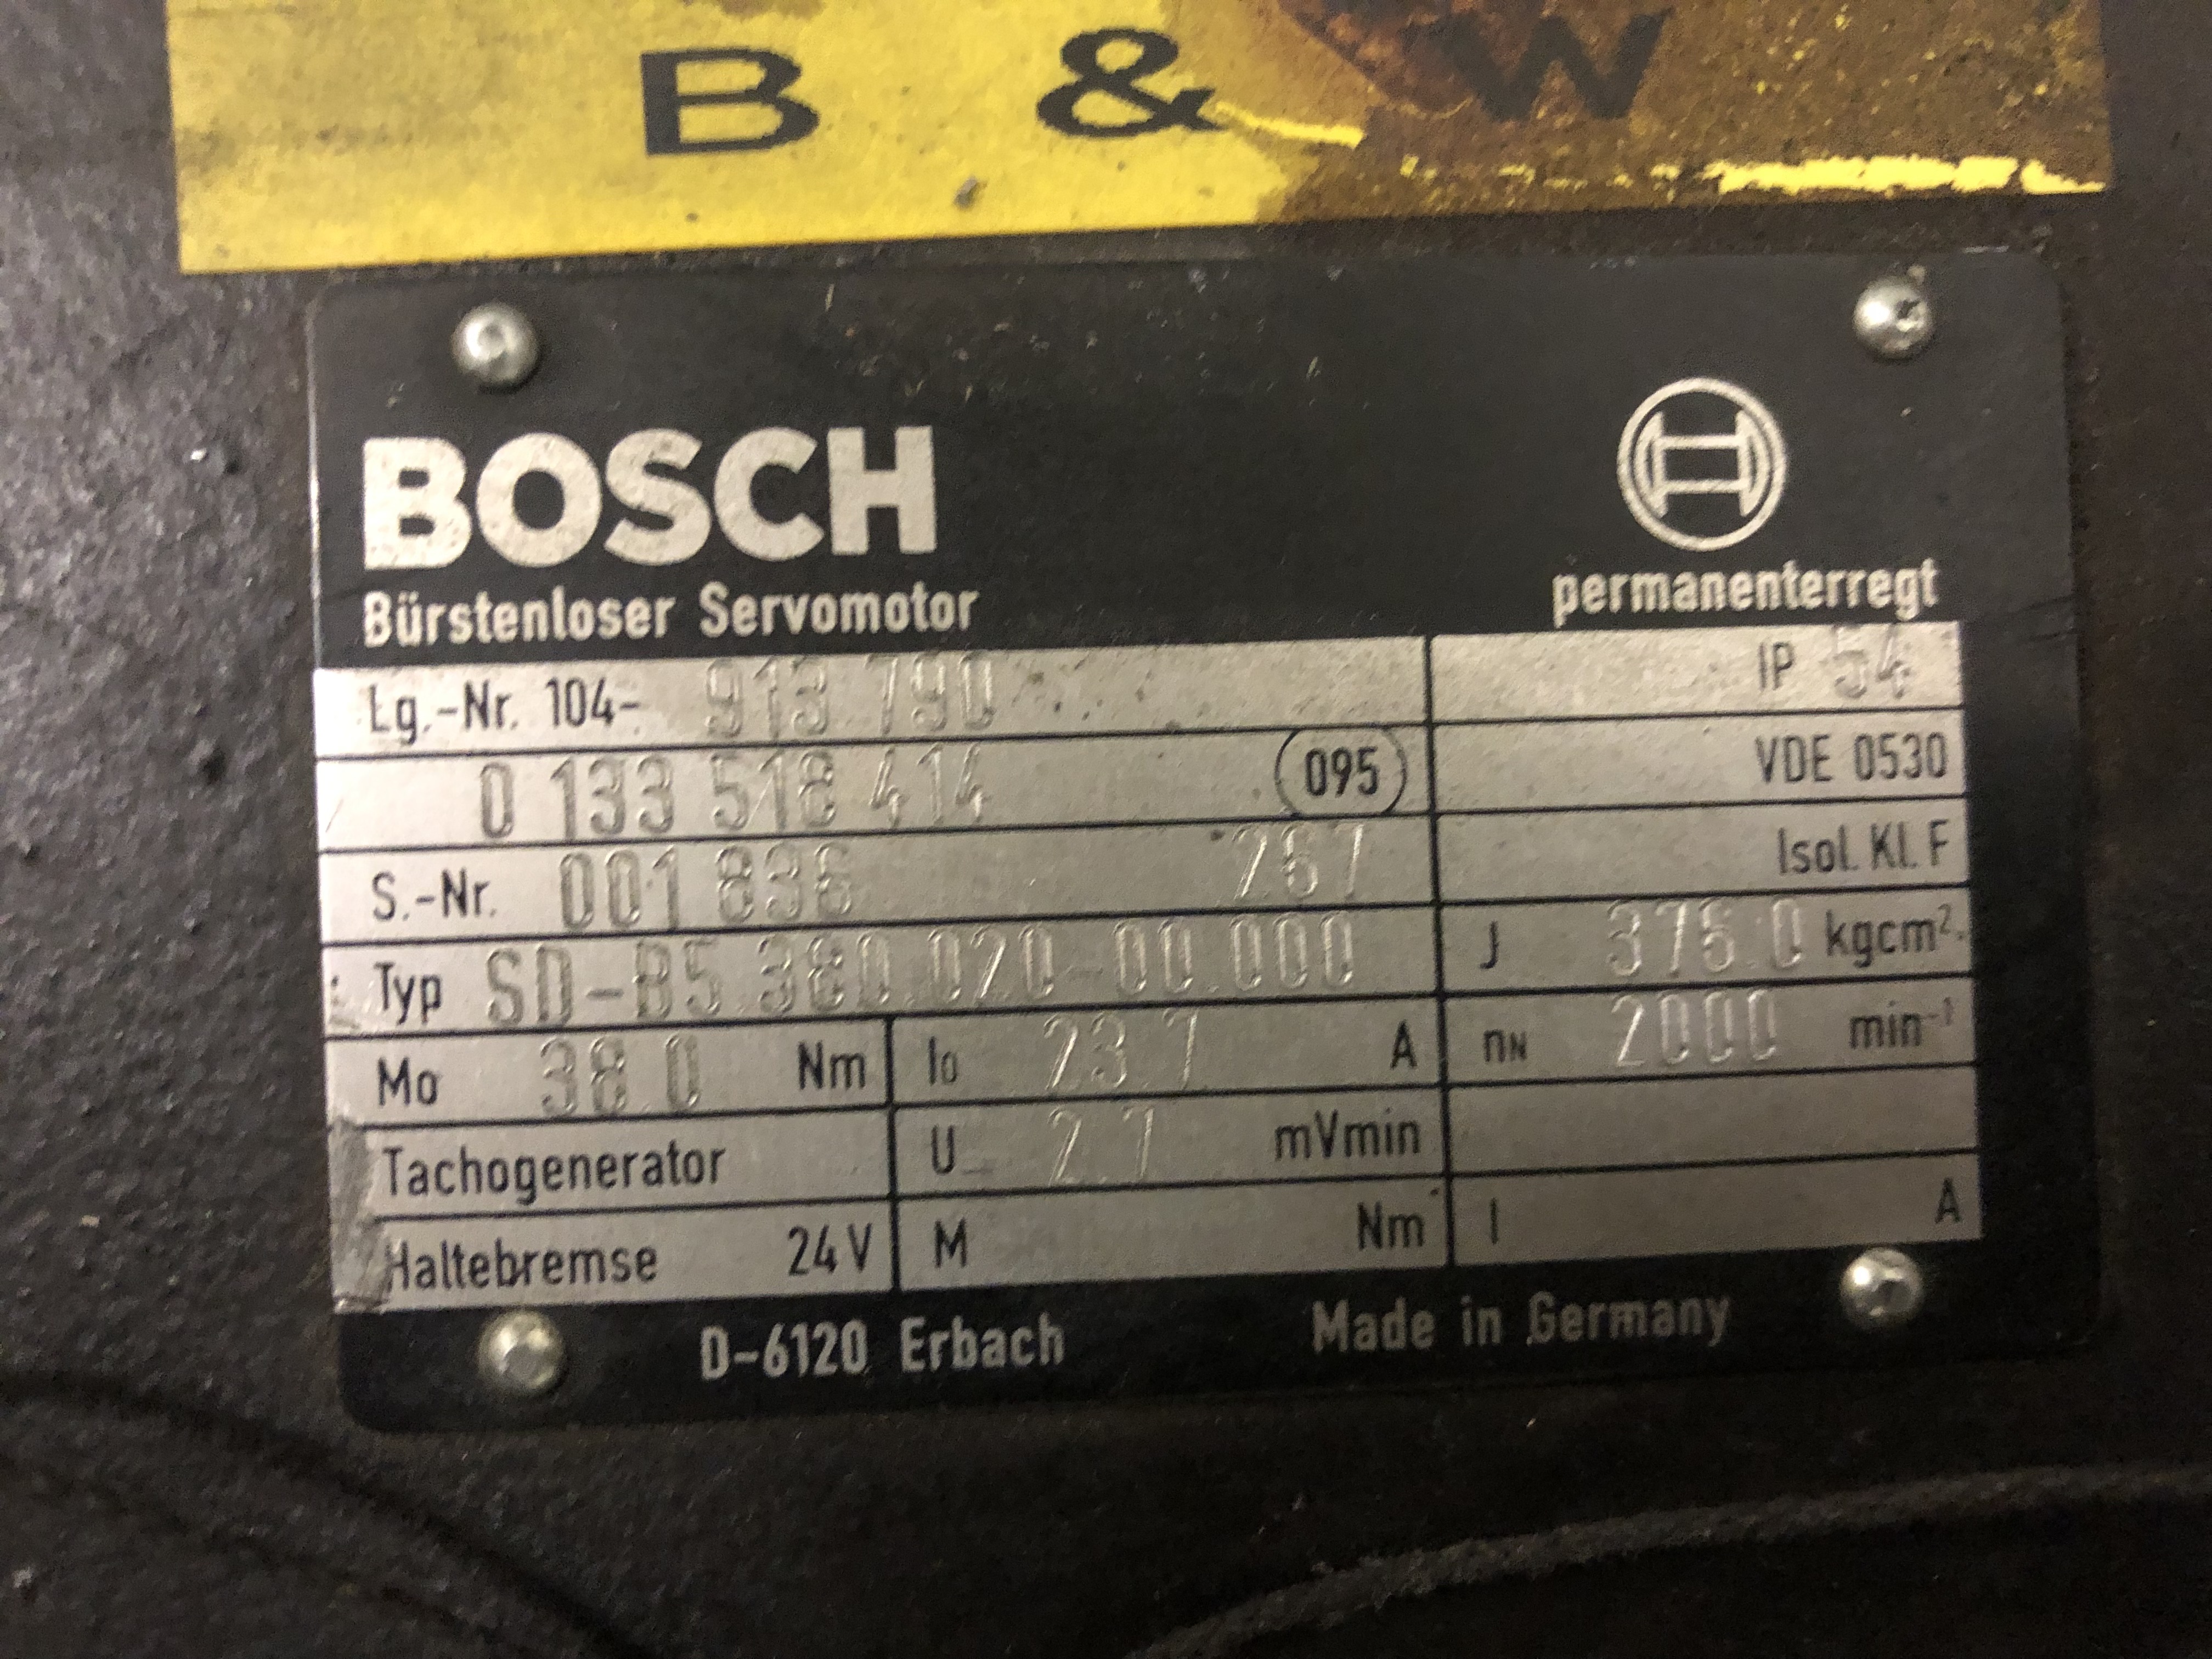 B & W
BOSCH
Bürstenloser Servomotor
permanenterregt
Lg.-Nr. 104- 913 790
IP 54
0 133 518 414 095
VDE 0530
S.-Nr. 001 836 267
Isol. Kl. F
Typ SD-B5.380.020-00.000
J 376.0 kgcm²
Mo 38.0 Nm
Io 23.7 A
nN 2000 min⁻¹
Tachogenerator
U 2.7 mVmin
Haltebremse 24 V
M Nm
I A
D-6120 Erbach
Made in Germany